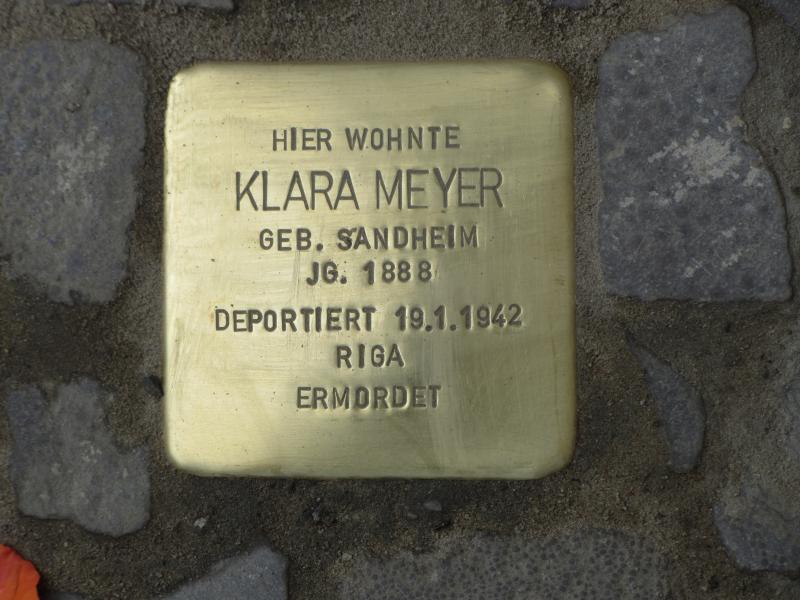 HIER WOHNTE
KLARA MEYER
GEB. SANDHEIM
JG. 1888
DEPORTIERT 19.1.1942
RIGA
ERMORDET